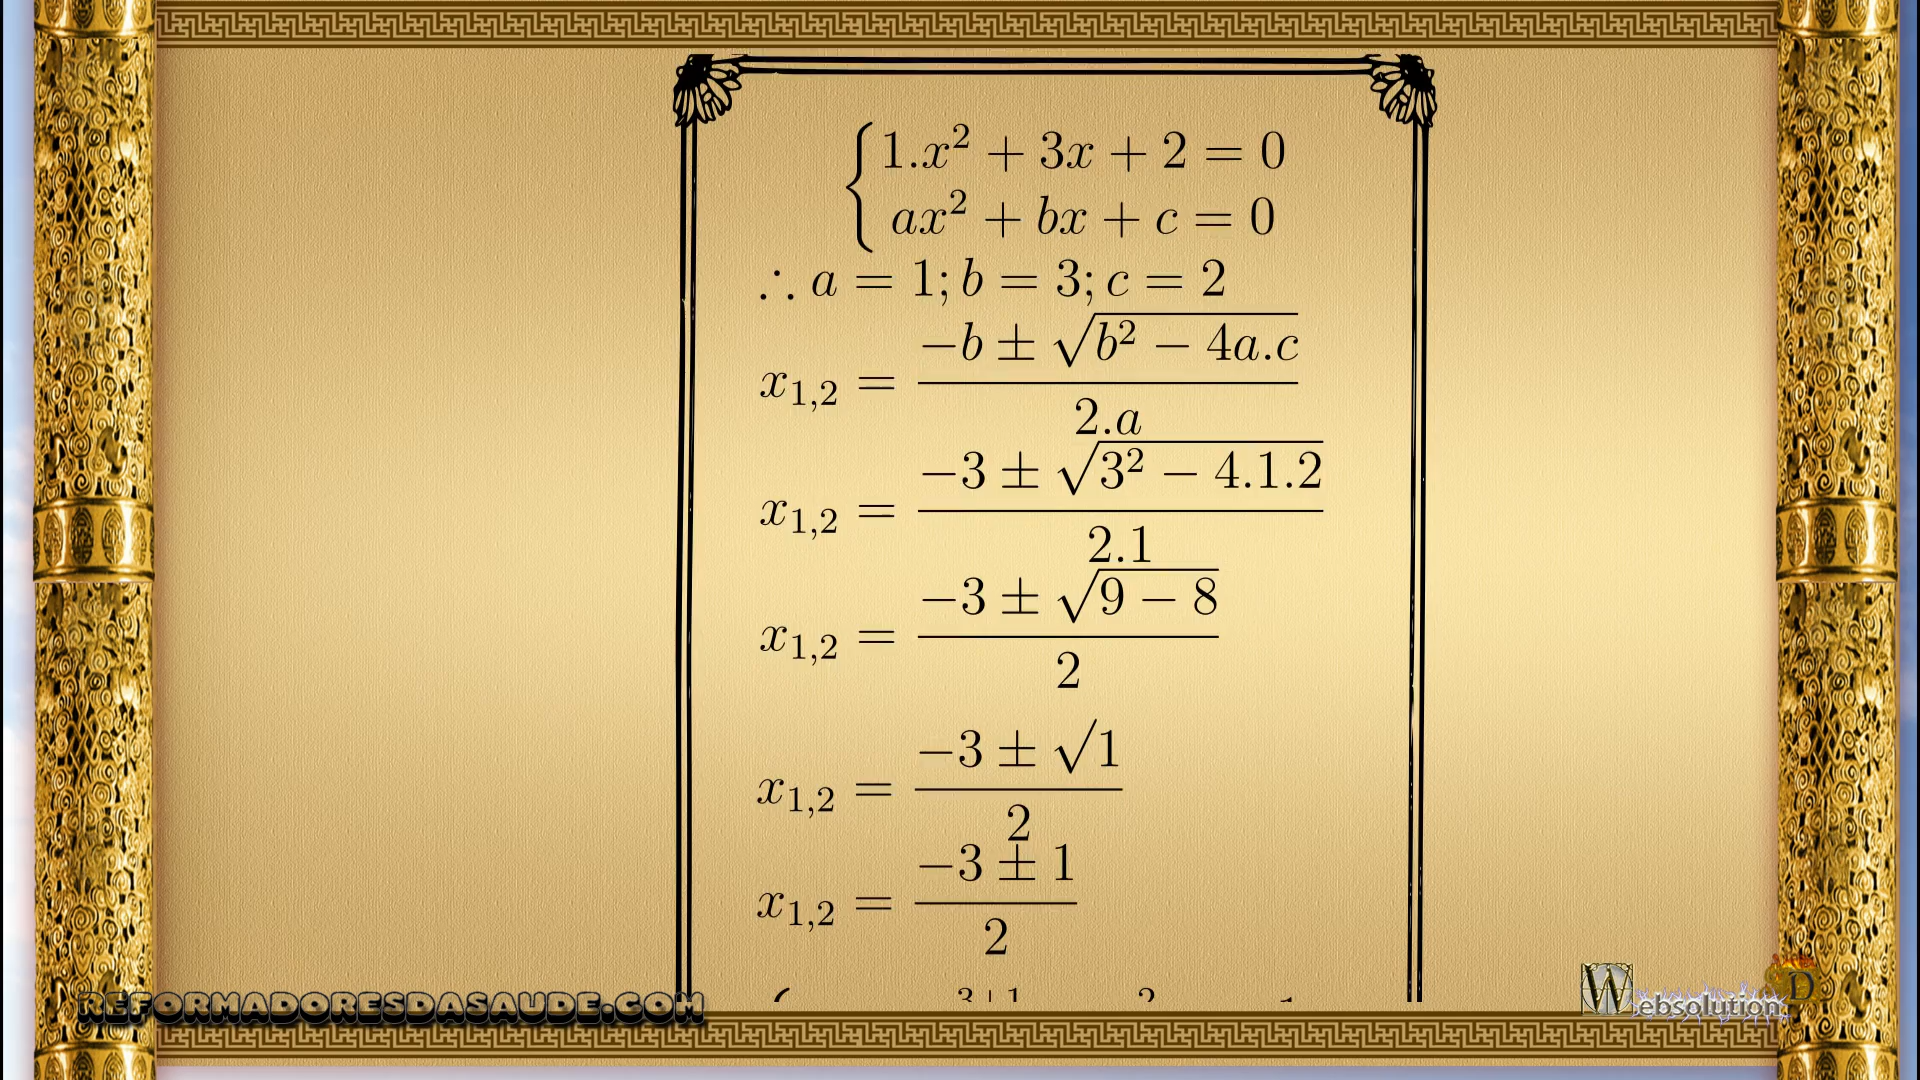 1.x² + 3x + 2 = 0
ax² + bx + c = 0
∴ a = 1; b = 3; c = 2
x₁,₂ = (−b ± √(b² − 4a.c)) / 2.a
x₁,₂ = (−3 ± √(3² − 4.1.2)) / 2.1
x₁,₂ = (−3 ± √(9 − 8)) / 2
x₁,₂ = (−3 ± √1) / 2
x₁,₂ = (−3 ± 1) / 2
REFORMADORESDASAUDE.COM
Websolution D